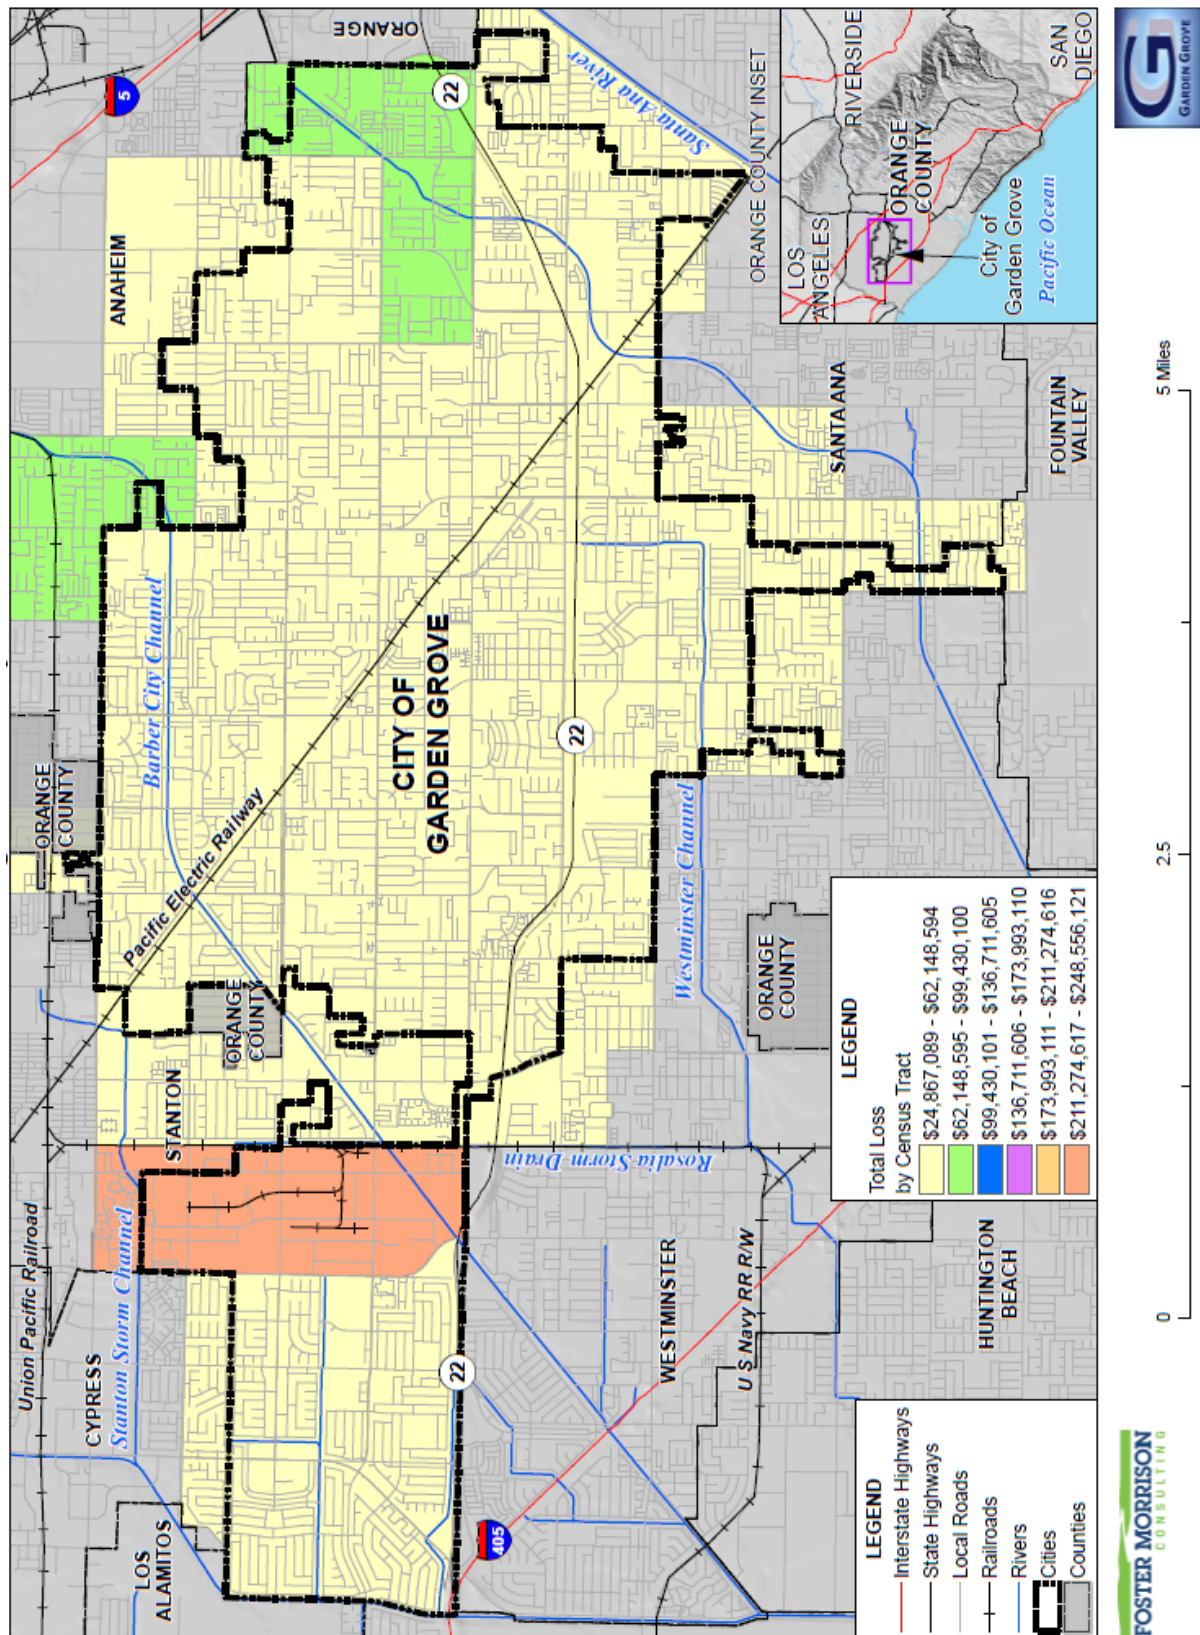 ORANGE
5
22
Santa Ana River
ANAHEIM
Barber City Channel
ORANGE
COUNTY
Pacific Electric Railway
CITY OF
GARDEN GROVE
22
Westminster Channel
SANTA ANA
FOUNTAIN
VALLEY
STANTON
ORANGE
COUNTY
ORANGE
COUNTY
Rosalia Storm Drain
Union Pacific Railroad
CYPRESS
Stanton Storm Channel
LOS
ALAMITOS
22
405
WESTMINSTER
U S Navy RR R/W
HUNTINGTON
BEACH
ORANGE COUNTY INSET
LOS
ANGELES
RIVERSIDE
ORANGE
COUNTY
SAN
DIEGO
City of
Garden Grove
Pacific Ocean
LEGEND
Total Loss
by Census Tract
$24,867,089 - $62,148,594
$62,148,595 - $99,430,100
$99,430,101 - $136,711,605
$136,711,606 - $173,993,110
$173,993,111 - $211,274,616
$211,274,617 - $248,556,121
LEGEND
Interstate Highways
State Highways
Local Roads
Railroads
Rivers
Cities
Counties
0
2.5
5 Miles
FOSTER MORRISON
CONSULTING
G
GARDEN GROVE